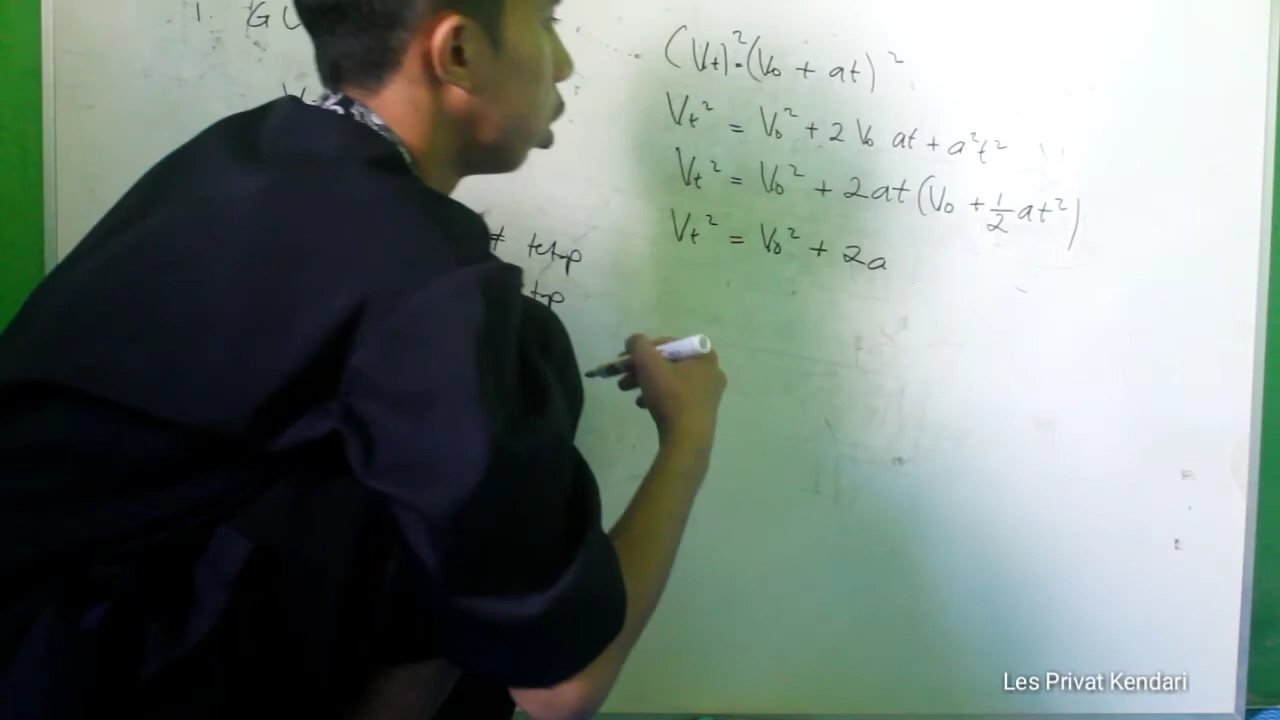 1. G
(Vt)² = (V₀ + at)²
Vt² = V₀² + 2 V₀ at + a²t²
Vt² = V₀² + 2at (V₀ + 1/2 at²)
Vt² = V₀² + 2a
≠ tetap
Les Privat Kendari